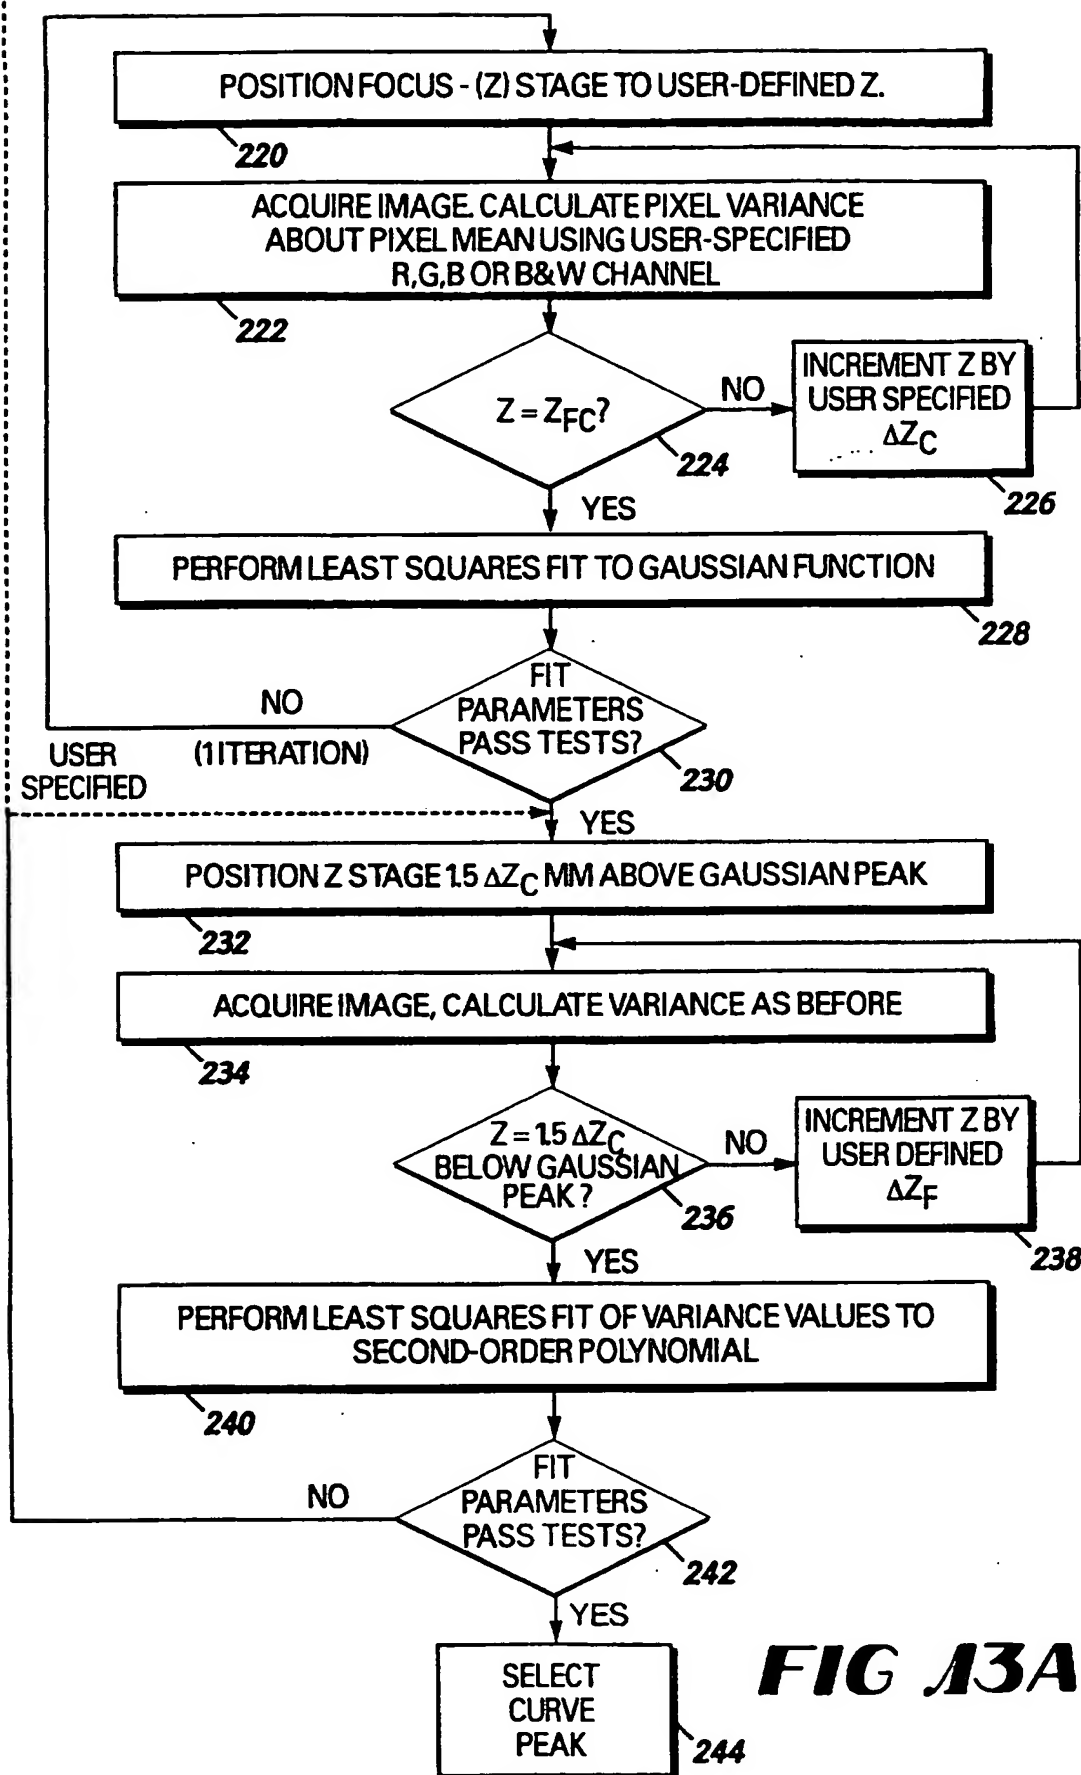 POSITION FOCUS - (Z) STAGE TO USER-DEFINED Z.
220
ACQUIRE IMAGE. CALCULATE PIXEL VARIANCE
ABOUT PIXEL MEAN USING USER-SPECIFIED
R,G,B OR B&W CHANNEL
222
Z = ZFC?
224
NO
INCREMENT Z BY
USER SPECIFIED
ΔZC
226
YES
PERFORM LEAST SQUARES FIT TO GAUSSIAN FUNCTION
228
FIT
PARAMETERS
PASS TESTS?
230
NO
(1 ITERATION)
USER
SPECIFIED
YES
POSITION Z STAGE 1.5 ΔZC MM ABOVE GAUSSIAN PEAK
232
ACQUIRE IMAGE, CALCULATE VARIANCE AS BEFORE
234
Z = 1.5 ΔZC
BELOW GAUSSIAN
PEAK?
236
NO
INCREMENT Z BY
USER DEFINED
ΔZF
238
YES
PERFORM LEAST SQUARES FIT OF VARIANCE VALUES TO
SECOND-ORDER POLYNOMIAL
240
FIT
PARAMETERS
PASS TESTS?
242
NO
YES
SELECT
CURVE
PEAK
244
FIG 13A